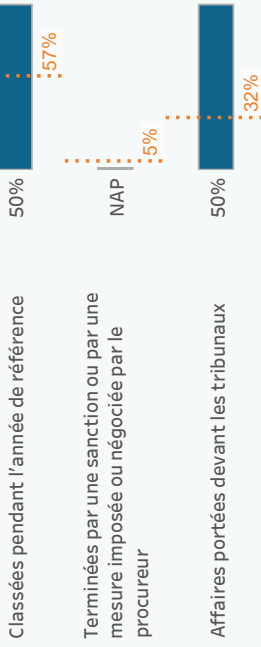 Classées pendant l'année de référence
50%
57%
Terminées par une sanction ou par une
mesure imposée ou négociée par le
procureur
NAP
5%
Affaires portées devant les tribunaux
50%
32%